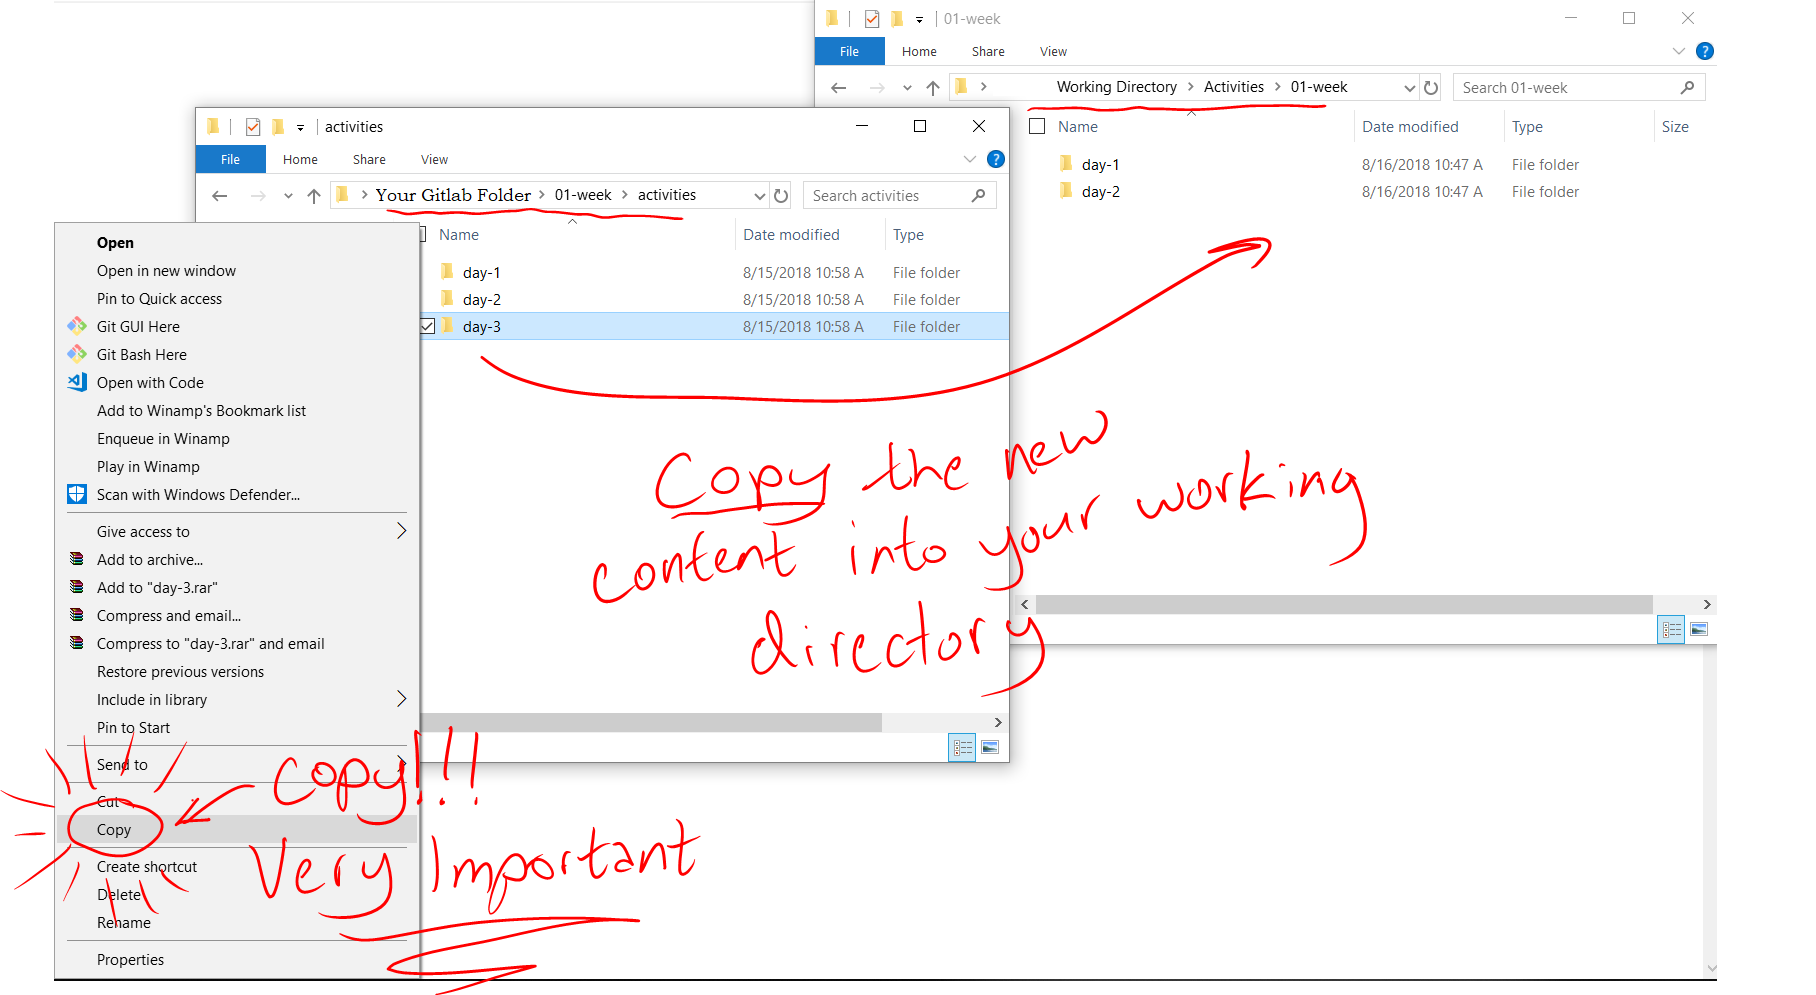 01-week
File Home Share View
Working Directory > Activities > 01-week
Search 01-week
Name Date modified Type Size
day-1 8/16/2018 10:47 A File folder
day-2 8/16/2018 10:47 A File folder
activities
File Home Share View
Your Gitlab Folder > 01-week > activities
Search activities
Name Date modified Type
day-1 8/15/2018 10:58 A File folder
day-2 8/15/2018 10:58 A File folder
day-3 8/15/2018 10:58 A File folder
Open
Open in new window
Pin to Quick access
Git GUI Here
Git Bash Here
Open with Code
Add to Winamp's Bookmark list
Enqueue in Winamp
Play in Winamp
Scan with Windows Defender...
Give access to
Add to archive...
Add to "day-3.rar"
Compress and email...
Compress to "day-3.rar" and email
Restore previous versions
Include in library
Pin to Start
Send to
Cut
Copy
Create shortcut
Delete
Rename
Properties
Copy the new
content into your working
directory
Copy!!!
Very Important